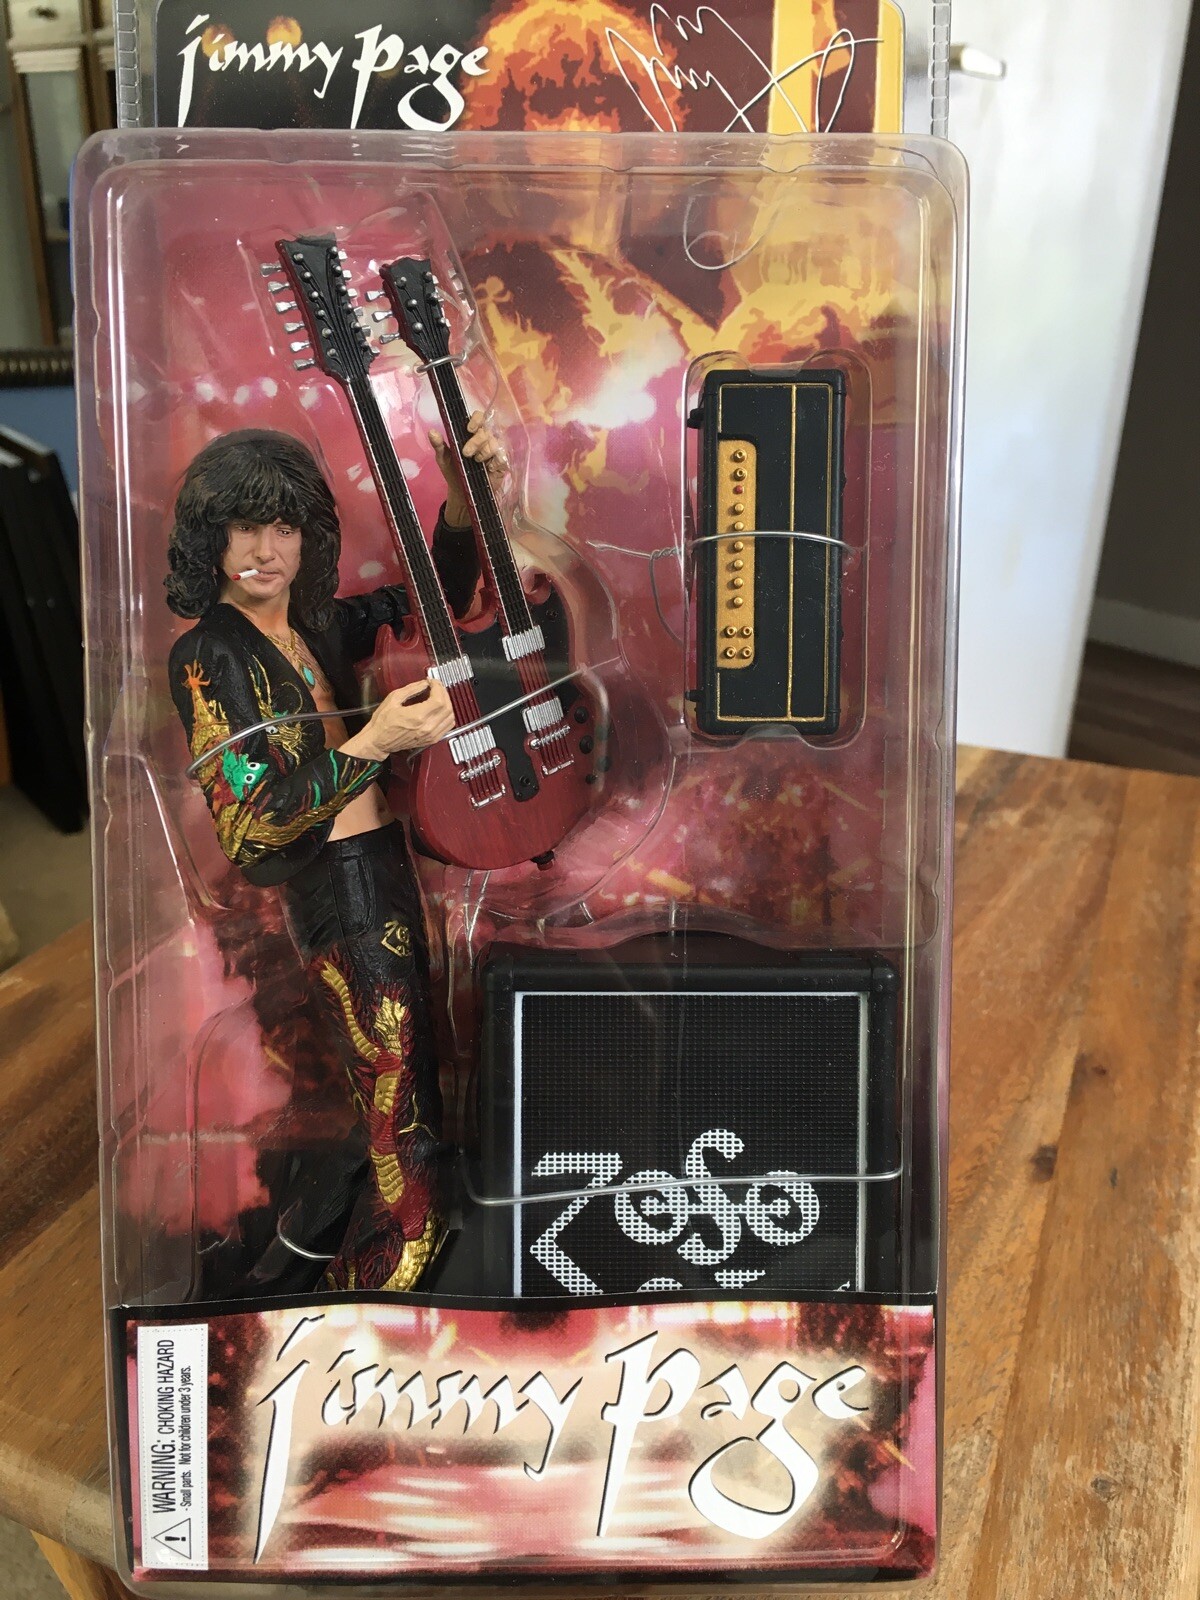 jimmy page
ZOSO
jimmy page
WARNING: CHOKING HAZARD
- Small parts. Not for children under 3 years.